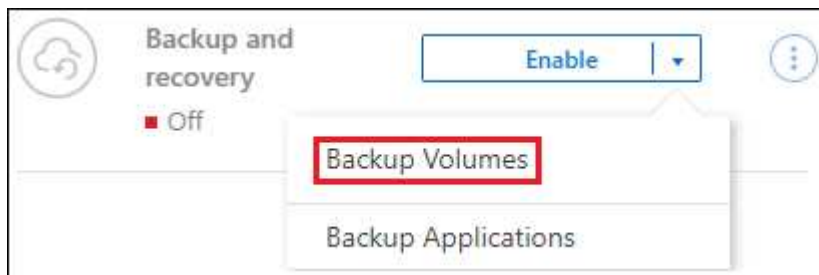 Backup and
recovery
Enable
Off
Backup Volumes
Backup Applications